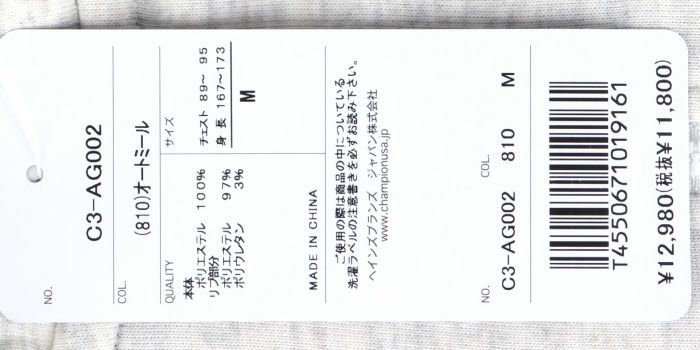 NO.
C3-AG002
COL.
(810)オートミール
サイズ
チェスト 89～ 95
身 長 167～173
M
QUALITY
本体
ポリエステル 100%
リブ部分
ポリエステル 97%
ポリウレタン 3%
MADE IN CHINA
ご使用の際は商品の中についている
洗濯ラベルの注意書きを必ずお読み下さい。
ヘインズブランズ ジャパン株式会社
www.championusa.jp
NO. COL.
C3-AG002 810 M
T4550671019161
¥12,980(税抜¥11,800)